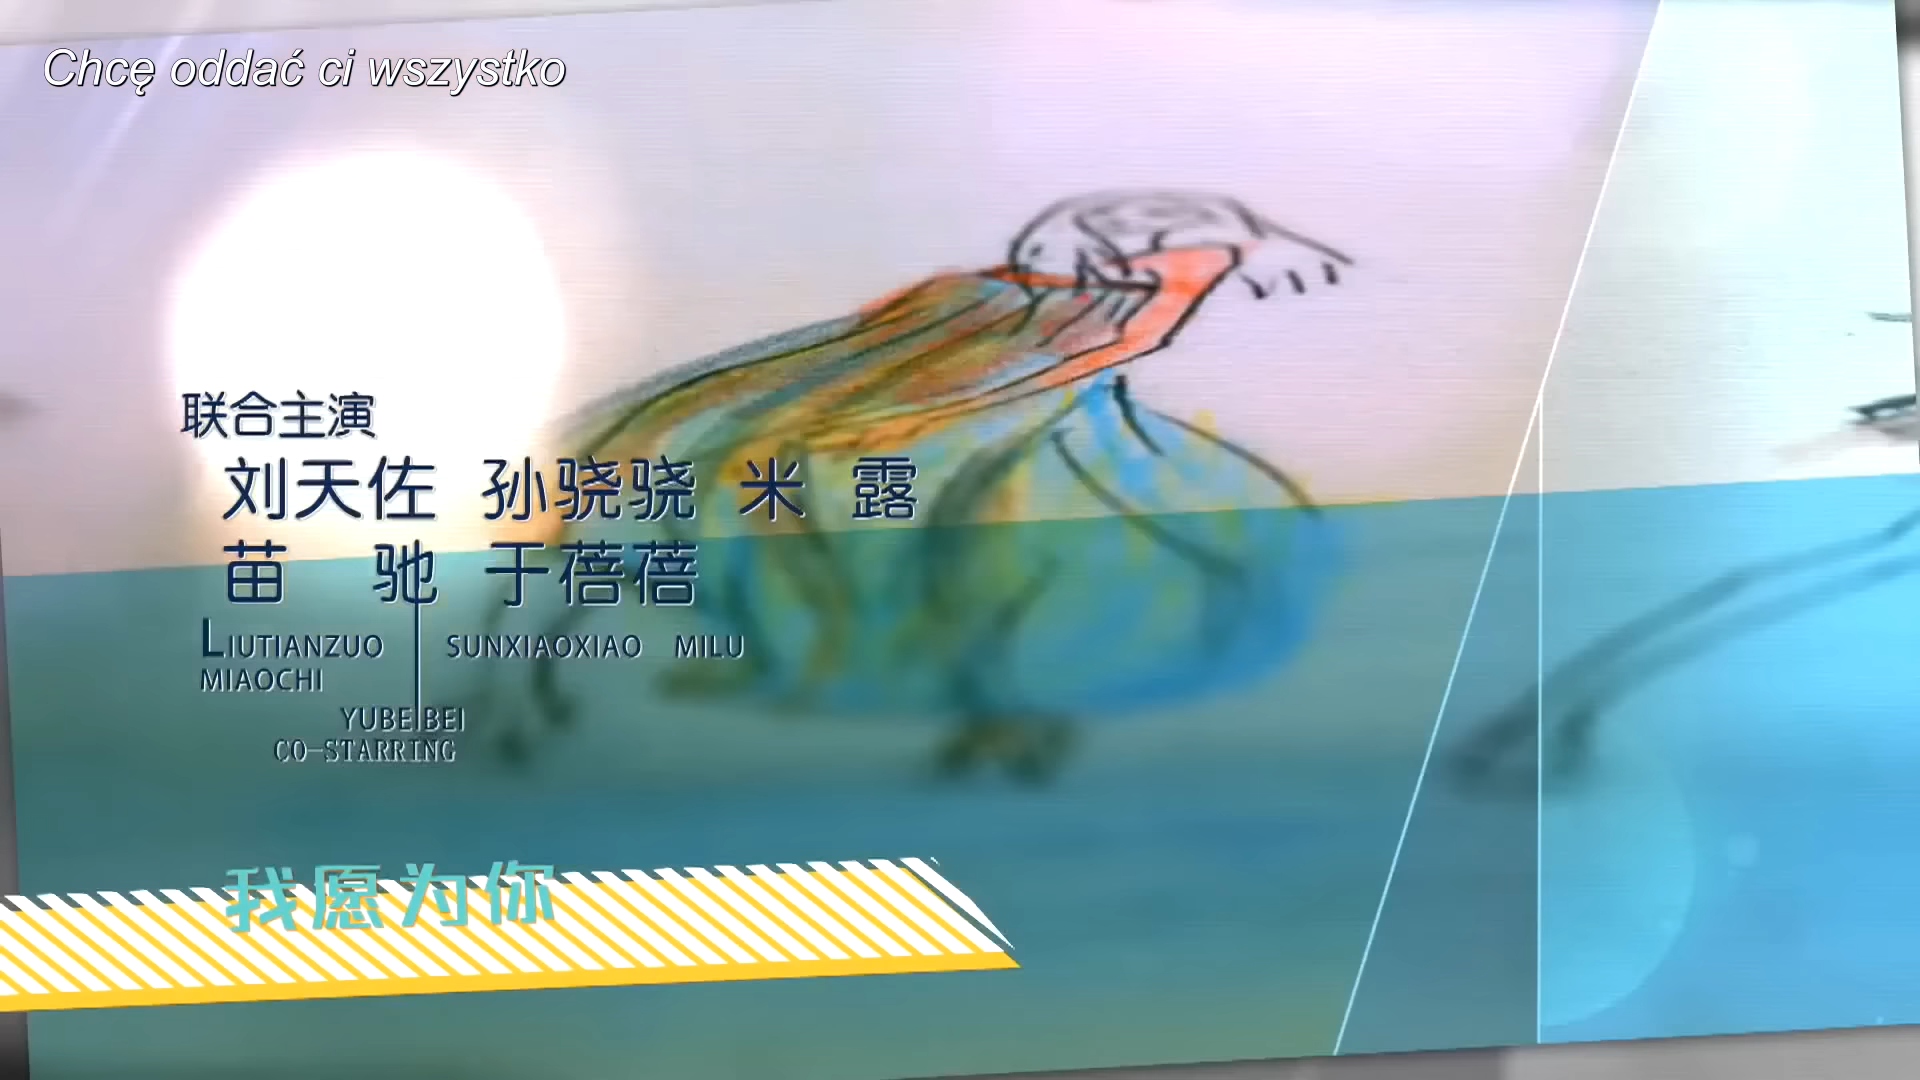 Chcę oddać ci wszystko
联合主演
刘天佐 孙骁骁 米 露
苗 驰 于蓓蓓
LIUTIANZUO SUNXIAOXIAO MILU
MIAOCHI
YUBEIBEI
CO-STARRING
我愿为你